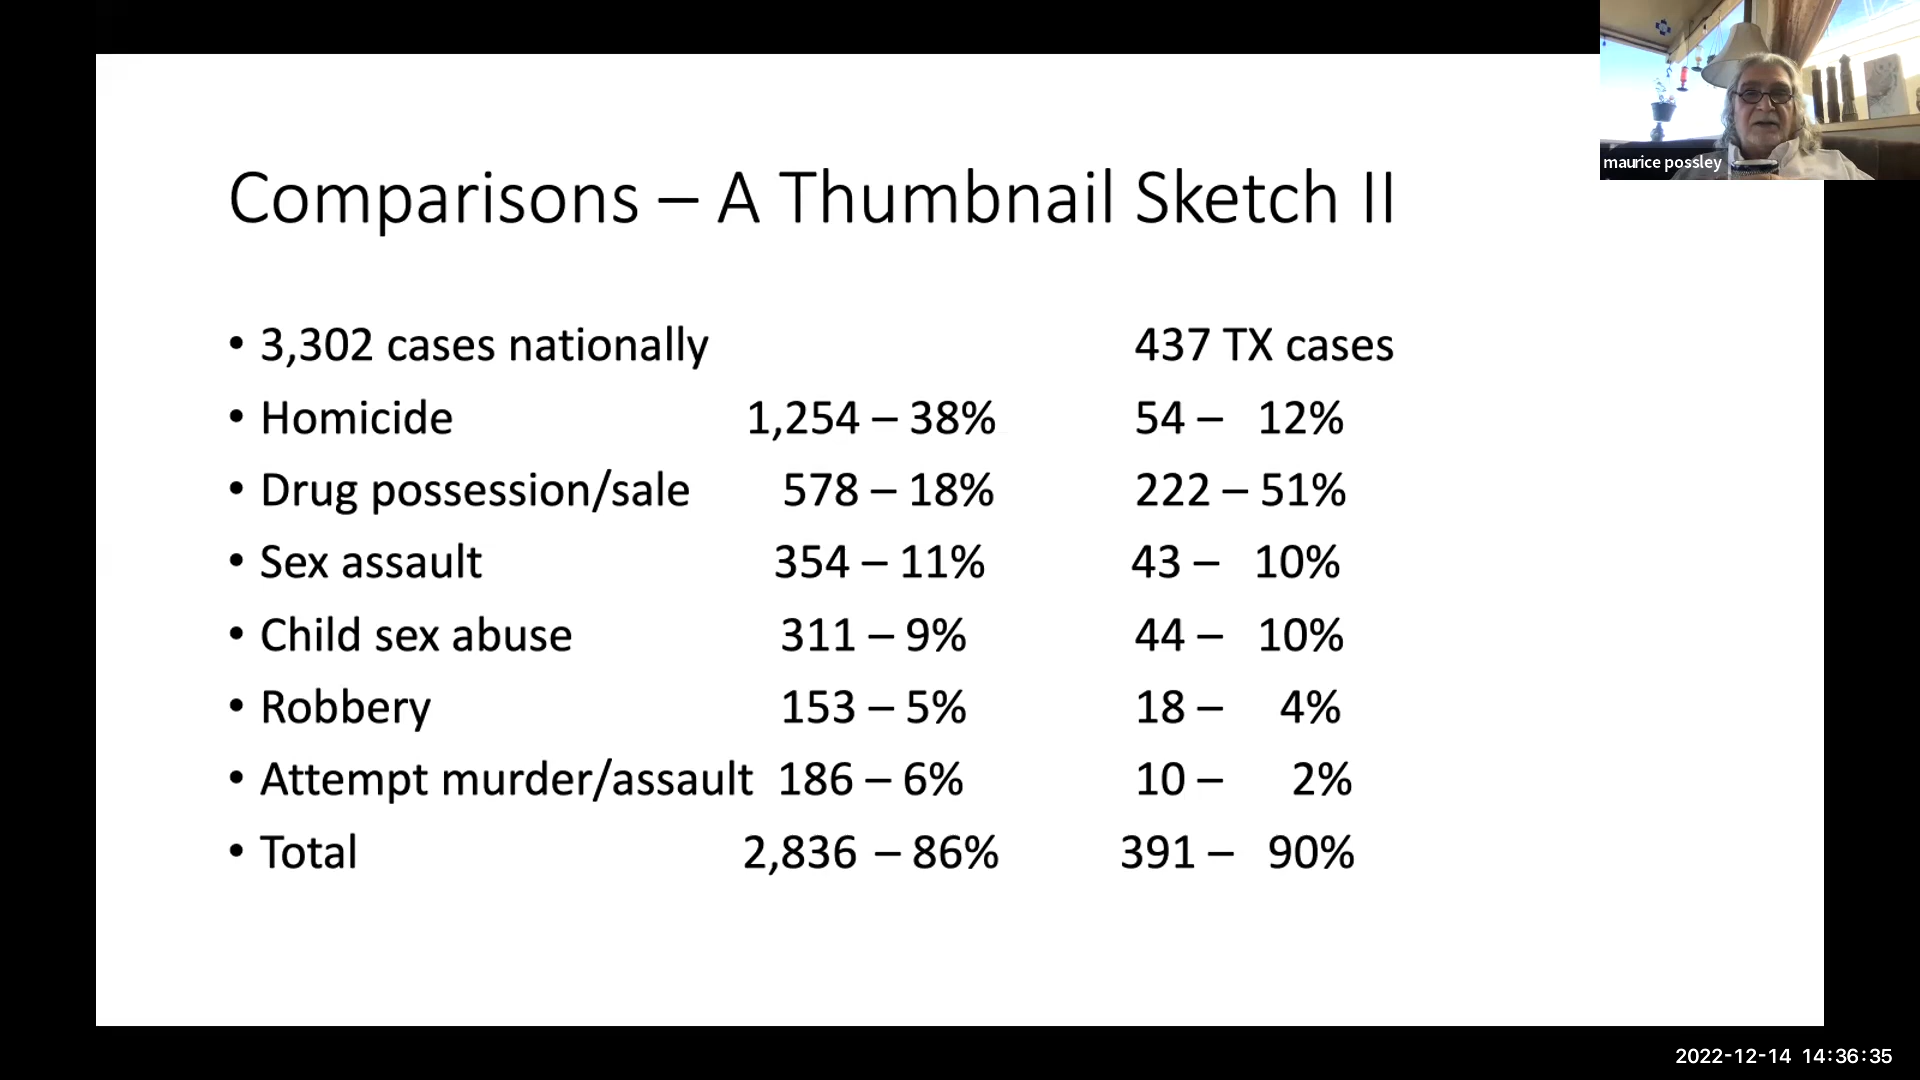 maurice possley
Comparisons – A Thumbnail Sketch II
• 3,302 cases nationally 437 TX cases
• Homicide 1,254 – 38% 54 – 12%
• Drug possession/sale 578 – 18% 222 – 51%
• Sex assault 354 – 11% 43 – 10%
• Child sex abuse 311 – 9% 44 – 10%
• Robbery 153 – 5% 18 – 4%
• Attempt murder/assault 186 – 6% 10 – 2%
• Total 2,836 – 86% 391 – 90%
2022-12-14 14:36:35